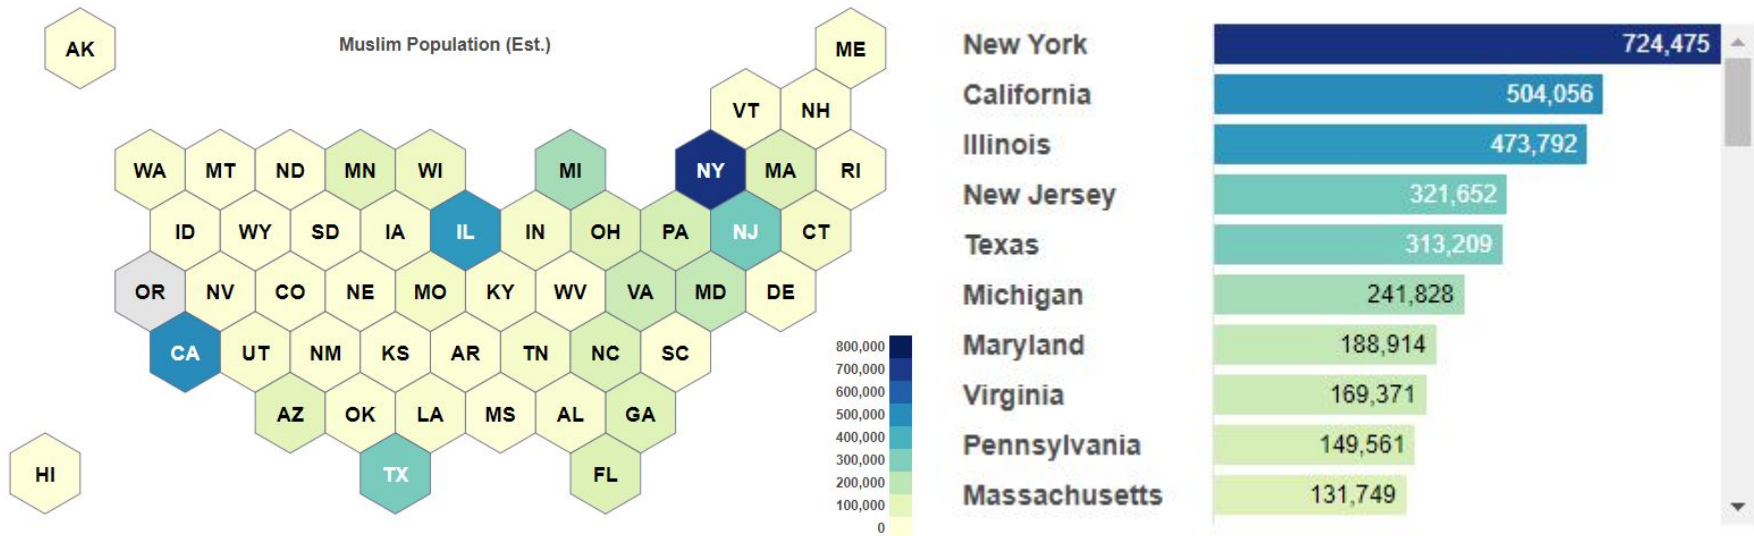 Muslim Population (Est.)
AK
ME
VT NH
WA MT ND MN WI MI NY MA RI
ID WY SD IA IL IN OH PA NJ CT
OR NV CO NE MO KY WV VA MD DE
CA UT NM KS AR TN NC SC
AZ OK LA MS AL GA
HI TX FL
800,000
700,000
600,000
500,000
400,000
300,000
200,000
100,000
0
New York 724,475
California 504,056
Illinois 473,792
New Jersey 321,652
Texas 313,209
Michigan 241,828
Maryland 188,914
Virginia 169,371
Pennsylvania 149,561
Massachusetts 131,749